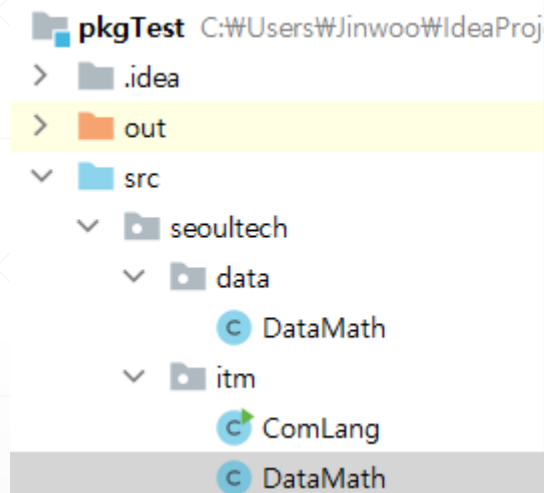 pkgTest C:₩Users₩Jinwoo₩IdeaProj
.idea
out
src
seoultech
data
C DataMath
itm
C ComLang
C DataMath